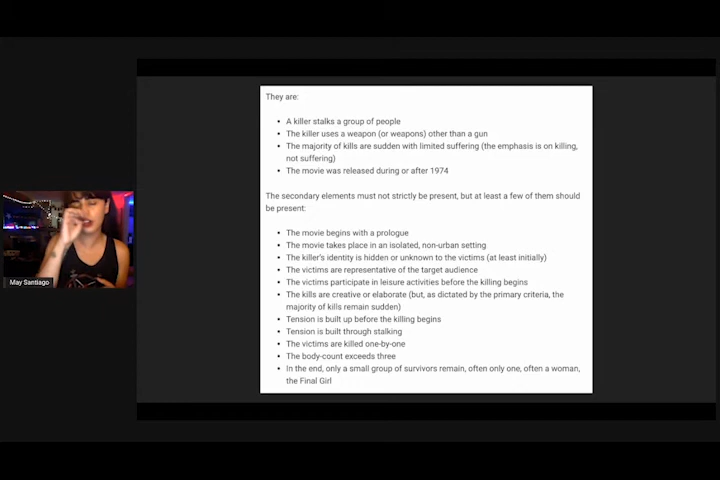 They are:
• A killer stalks a group of people
• The killer uses a weapon (or weapons) other than a gun
• The majority of kills are sudden with limited suffering (the emphasis is on killing,
not suffering)
• The movie was released during or after 1974
The secondary elements must not strictly be present, but at least a few of them should
be present:
• The movie begins with a prologue
• The movie takes place in an isolated, non-urban setting
• The killer's identity is hidden or unknown to the victims (at least initially)
• The victims are representative of the target audience
• The victims participate in leisure activities before the killing begins
• The kills are creative or elaborate (but, as dictated by the primary criteria, the
majority of kills remain sudden)
• Tension is built up before the killing begins
• Tension is built through stalking
• The victims are killed one-by-one
• The body-count exceeds three
• In the end, only a small group of survivors remain, often only one, often a woman,
the Final Girl
May Santiago